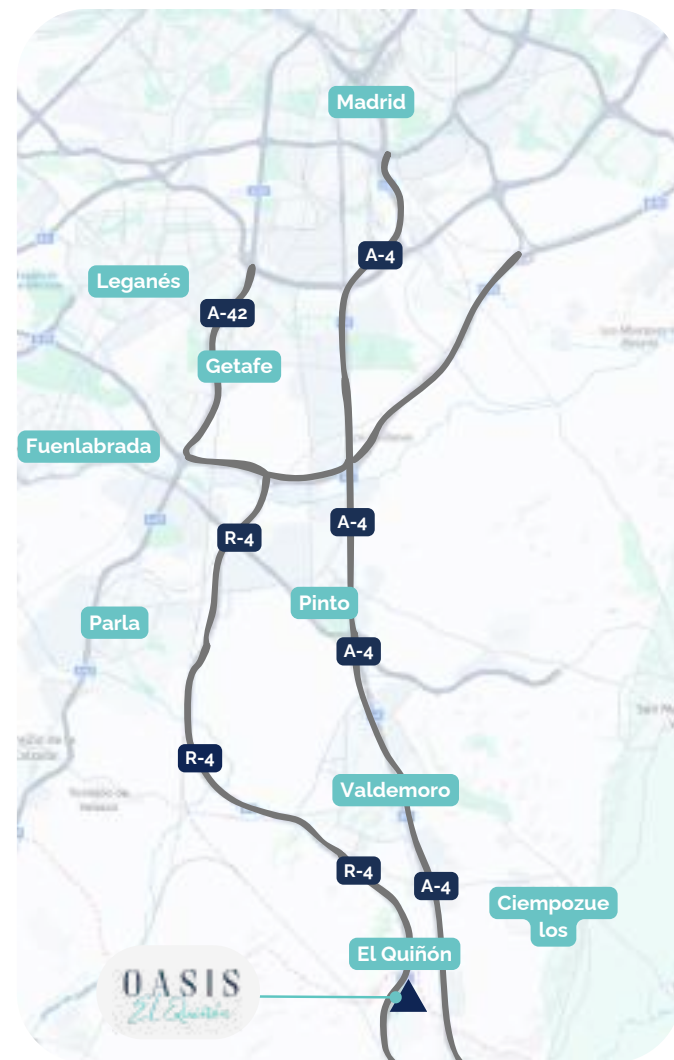 Madrid
A-4
Leganés
A-42
Getafe
Fuenlabrada
A-4
R-4
Pinto
Parla
A-4
R-4
Valdemoro
R-4
A-4
Ciempozue
los
El Quiñón
OASIS
El Quiñón